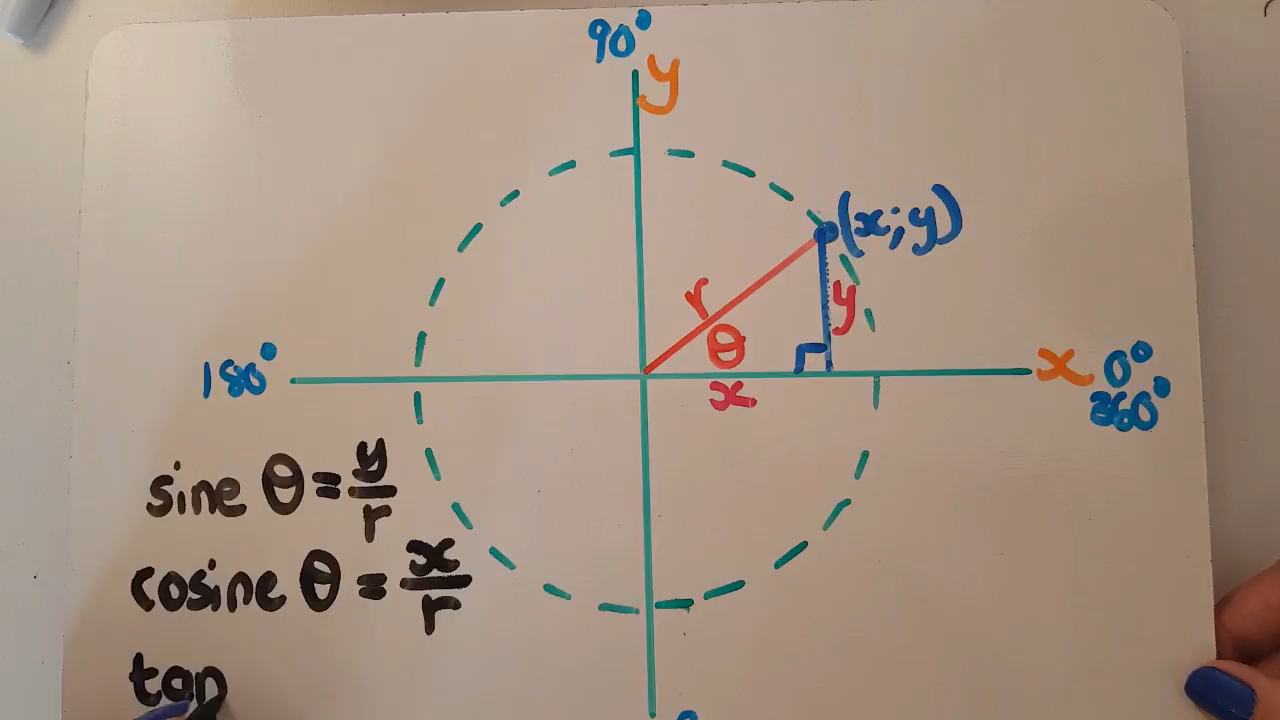 90°
y
(x;y)
r
y
θ
180°
x 0°
x
360°
sine θ = y/r
cosine θ = x/r
tan